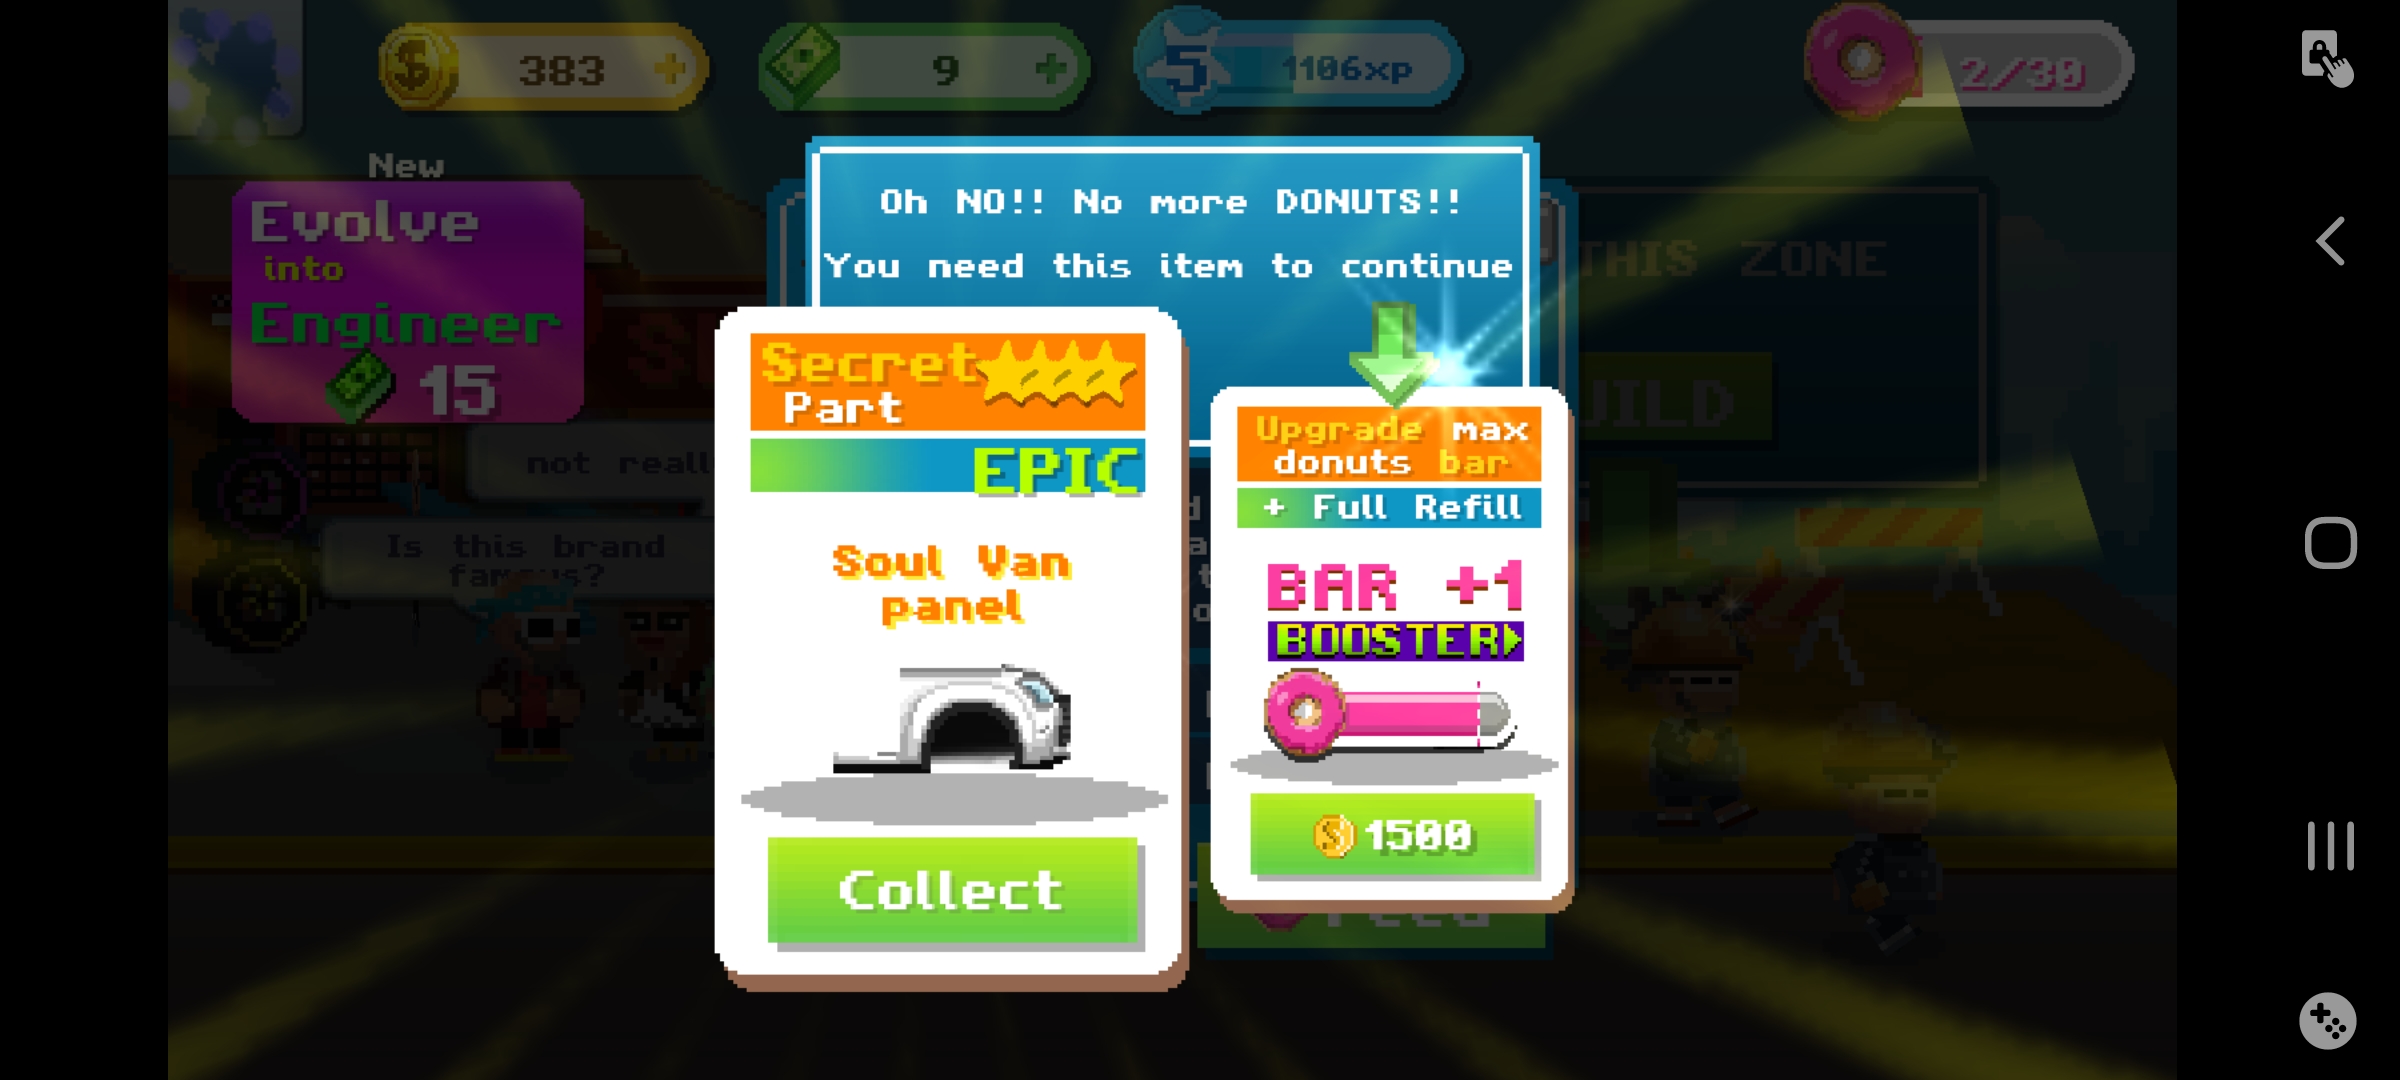 383
+
9
+
5
1106xp
2/30
New
Evolve
into
Engineer
15
Oh NO!! No more DONUTS!!
You need this item to continue
THIS ZONE
Secret
Part
EPIC
Soul Van
panel
Collect
Upgrade max
donuts bar
+ Full Refill
BAR +1
BOOSTER
1500
not reall
Is this brand
famous?